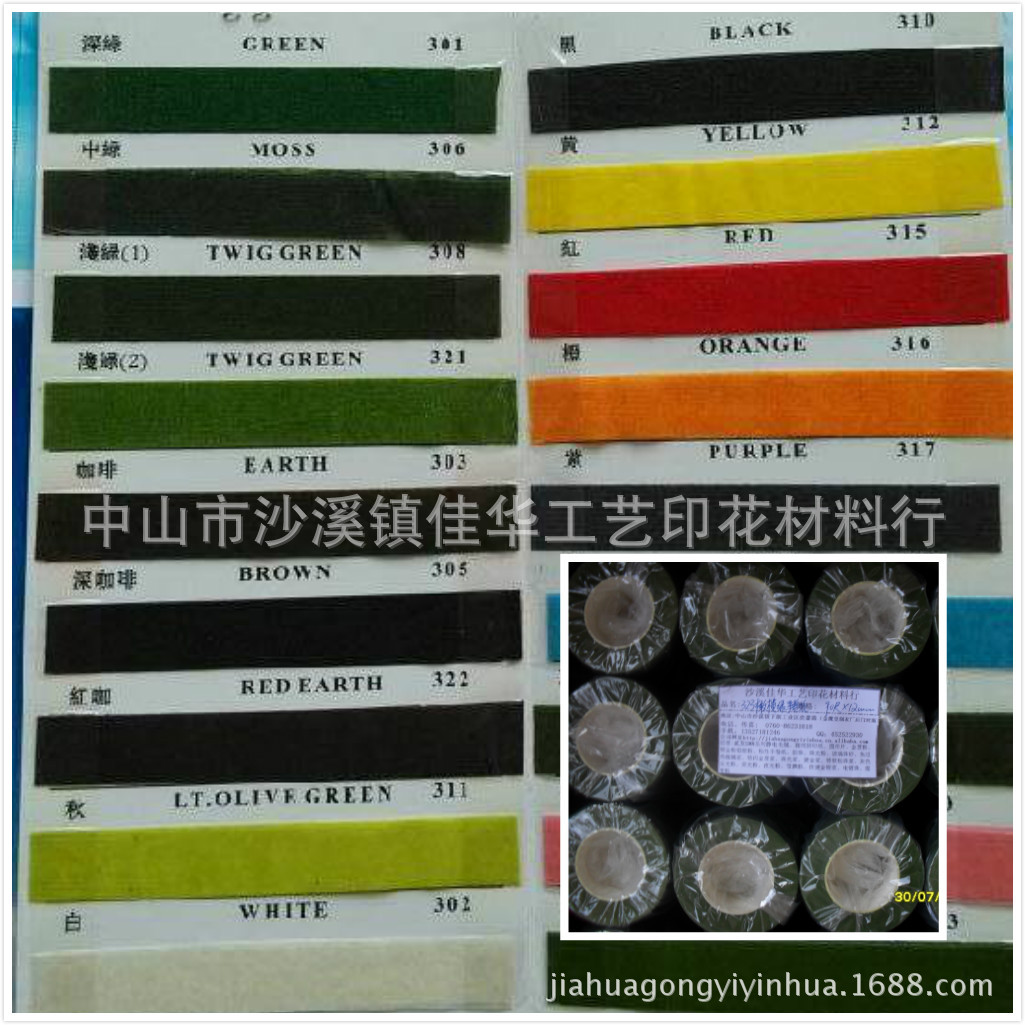 深綠 GREEN 301
中綠 MOSS 306
淺綠(1) TWIG GREEN 308
淺綠(2) TWIG GREEN 321
咖啡 EARTH 303
深咖啡 BROWN 305
紅咖 RED EARTH 322
秋 LT.OLIVE GREEN 311
白 WHITE 302
黑 BLACK 310
黄 YELLOW 312
紅 RED 315
橙 ORANGE 316
紫 PURPLE 317
中山市沙溪镇佳华工艺印花材料行
沙溪佳华工艺印花材料行
品名:
30/07/
3
jiahuagongyiyinhua.1688.com